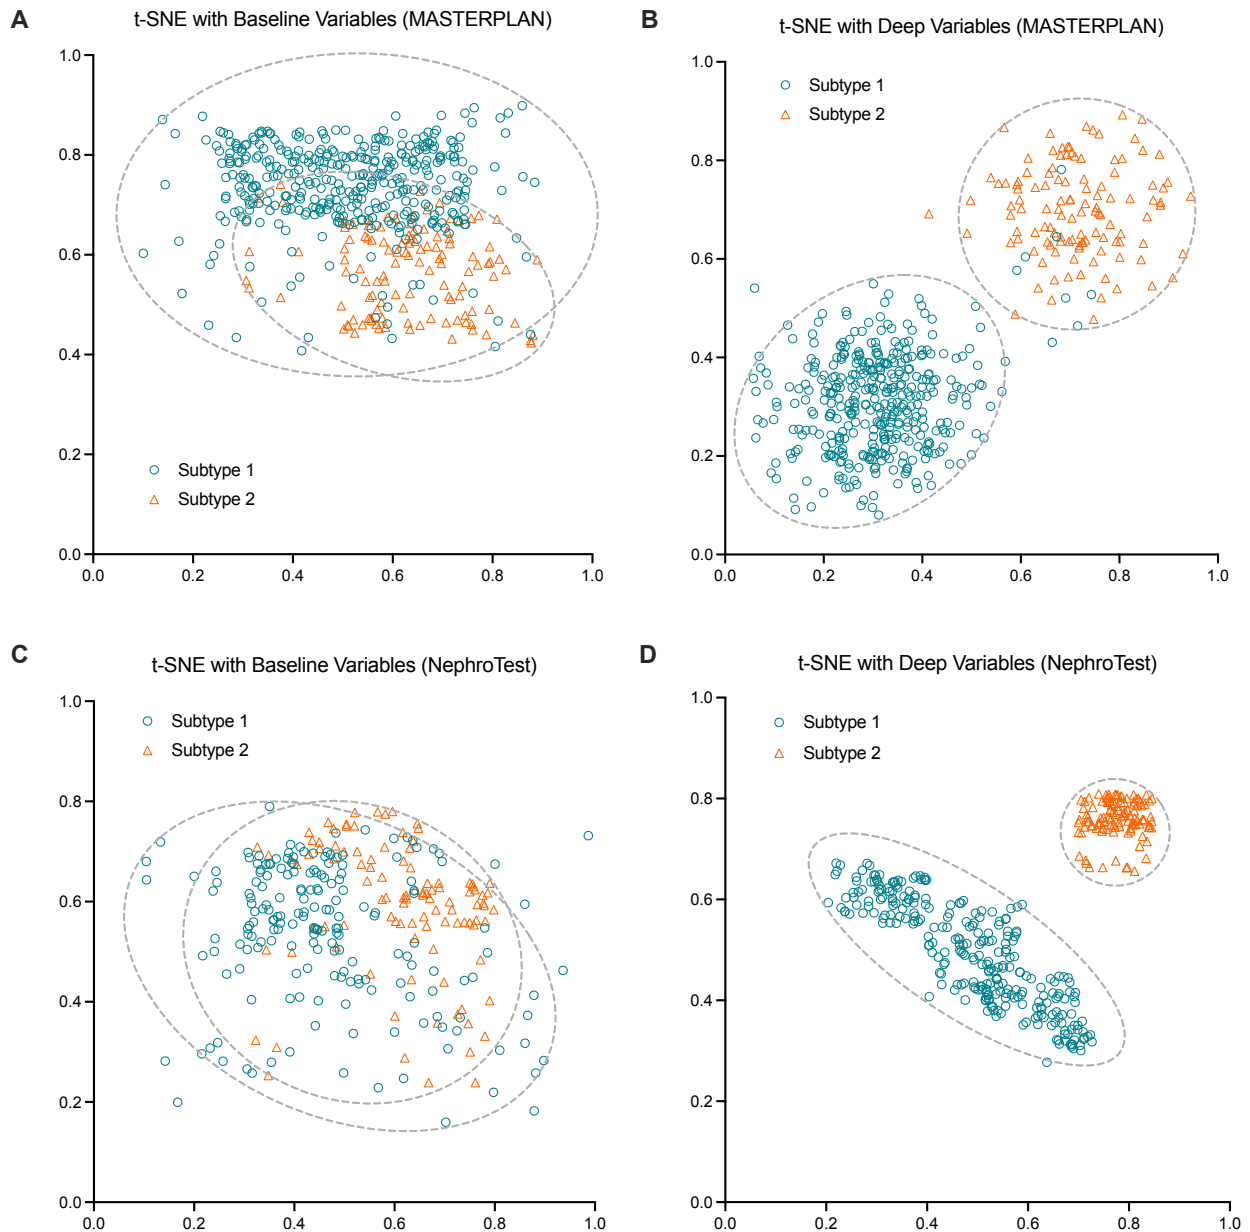 A
t-SNE with Baseline Variables (MASTERPLAN)
1.0
0.8
0.6
0.4
0.2
0.0
Subtype 1
Subtype 2
0.0 0.2 0.4 0.6 0.8 1.0
B
t-SNE with Deep Variables (MASTERPLAN)
1.0
0.8
0.6
0.4
0.2
0.0
Subtype 1
Subtype 2
0.0 0.2 0.4 0.6 0.8 1.0
C
t-SNE with Baseline Variables (NephroTest)
1.0
0.8
0.6
0.4
0.2
0.0
Subtype 1
Subtype 2
0.0 0.2 0.4 0.6 0.8 1.0
D
t-SNE with Deep Variables (NephroTest)
1.0
0.8
0.6
0.4
0.2
0.0
Subtype 1
Subtype 2
0.0 0.2 0.4 0.6 0.8 1.0